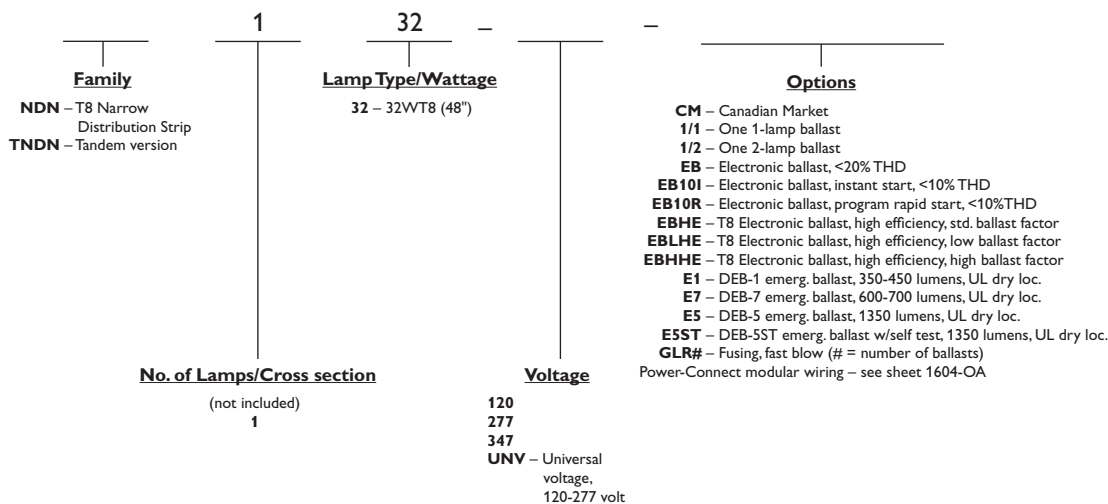 1 32 – –
Family
NDN – T8 Narrow
Distribution Strip
TNDN – Tandem version
Lamp Type/Wattage
32 – 32WT8 (48")
Options
CM – Canadian Market
1/1 – One 1-lamp ballast
1/2 – One 2-lamp ballast
EB – Electronic ballast, <20% THD
EB10I – Electronic ballast, instant start, <10% THD
EB10R – Electronic ballast, program rapid start, <10%THD
EBHE – T8 Electronic ballast, high efficiency, std. ballast factor
EBLHE – T8 Electronic ballast, high efficiency, low ballast factor
EBHHE – T8 Electronic ballast, high efficiency, high ballast factor
E1 – DEB-1 emerg. ballast, 350-450 lumens, UL dry loc.
E7 – DEB-7 emerg. ballast, 600-700 lumens, UL dry loc.
E5 – DEB-5 emerg. ballast, 1350 lumens, UL dry loc.
E5ST – DEB-5ST emerg. ballast w/self test, 1350 lumens, UL dry loc.
GLR# – Fusing, fast blow (# = number of ballasts)
Power-Connect modular wiring – see sheet 1604-OA
No. of Lamps/Cross section
(not included)
1
Voltage
120
277
347
UNV – Universal
voltage,
120-277 volt